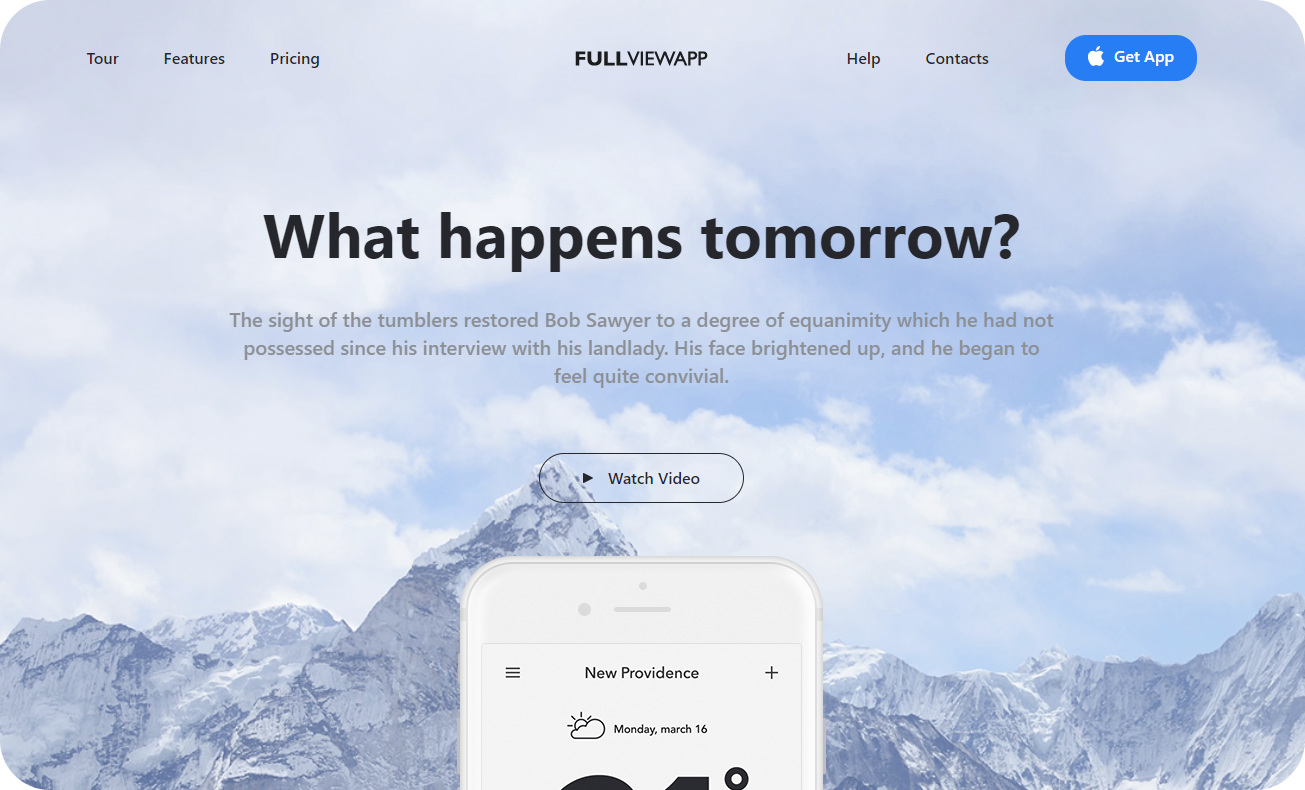 Tour Features Pricing FULLVIEWAPP Help Contacts Get App
What happens tomorrow?
The sight of the tumblers restored Bob Sawyer to a degree of equanimity which he had not
possessed since his interview with his landlady. His face brightened up, and he began to
feel quite convivial.
Watch Video
New Providence
Monday, march 16